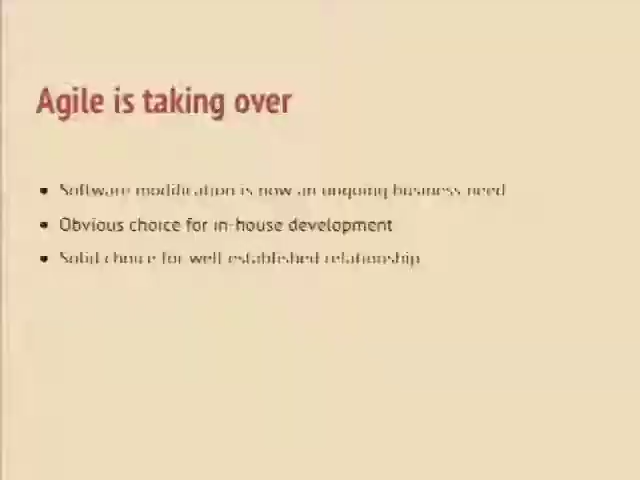 Agile is taking over
Software modification is now an ongoing business need
Obvious choice for in-house development
Solid choice for well established relationship